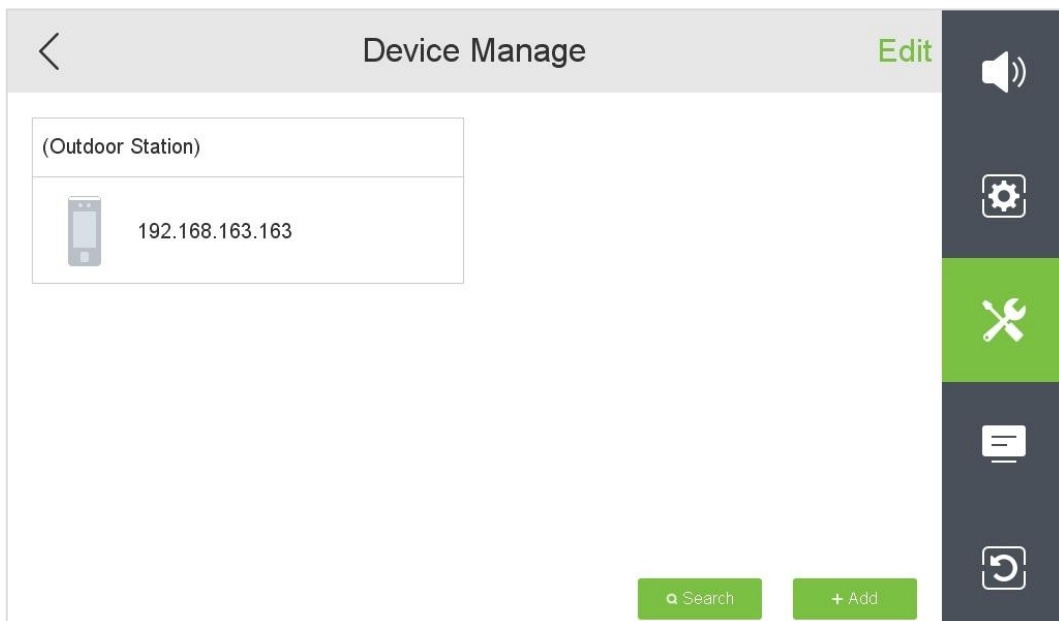 Device Manage
Edit
(Outdoor Station)
192.168.163.163
Search
+ Add